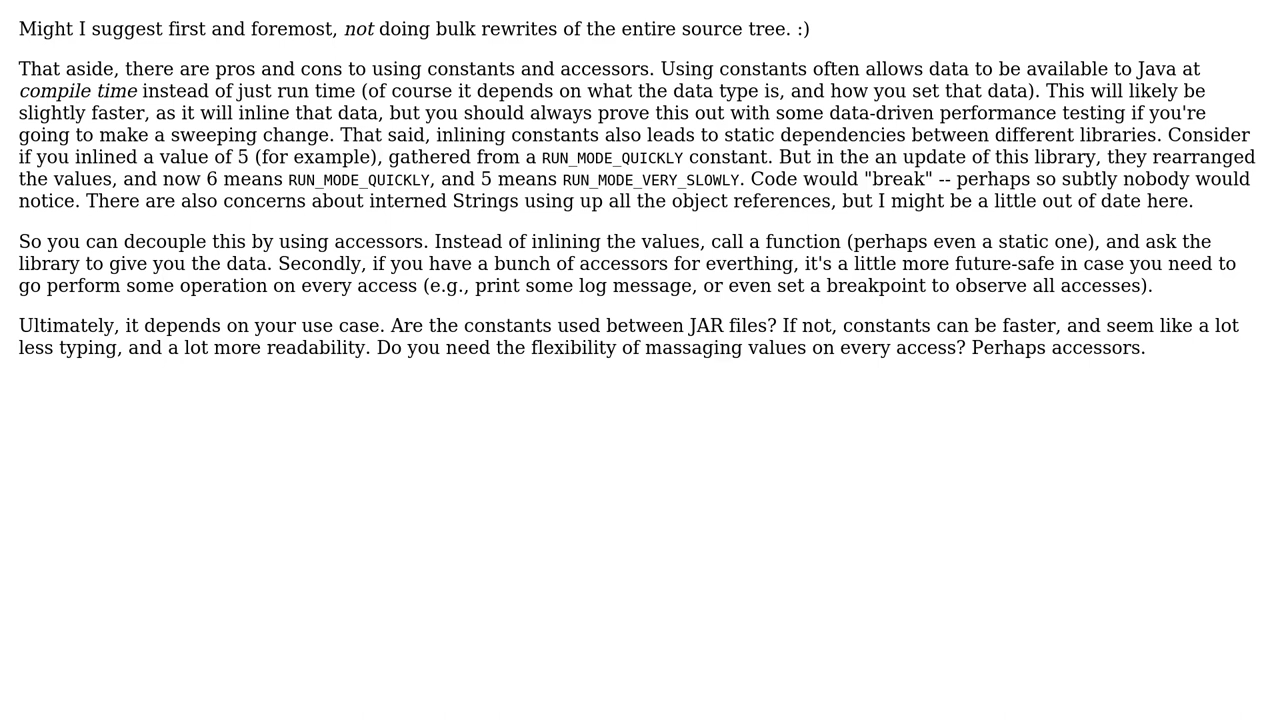 Might I suggest first and foremost, not doing bulk rewrites of the entire source tree. :)
That aside, there are pros and cons to using constants and accessors. Using constants often allows data to be available to Java at
compile time instead of just run time (of course it depends on what the data type is, and how you set that data). This will likely be
slightly faster, as it will inline that data, but you should always prove this out with some data-driven performance testing if you're
going to make a sweeping change. That said, inlining constants also leads to static dependencies between different libraries. Consider
if you inlined a value of 5 (for example), gathered from a RUN_MODE_QUICKLY constant. But in the an update of this library, they rearranged
the values, and now 6 means RUN_MODE_QUICKLY, and 5 means RUN_MODE_VERY_SLOWLY. Code would "break" -- perhaps so subtly nobody would
notice. There are also concerns about interned Strings using up all the object references, but I might be a little out of date here.
So you can decouple this by using accessors. Instead of inlining the values, call a function (perhaps even a static one), and ask the
library to give you the data. Secondly, if you have a bunch of accessors for everthing, it's a little more future-safe in case you need to
go perform some operation on every access (e.g., print some log message, or even set a breakpoint to observe all accesses).
Ultimately, it depends on your use case. Are the constants used between JAR files? If not, constants can be faster, and seem like a lot
less typing, and a lot more readability. Do you need the flexibility of massaging values on every access? Perhaps accessors.